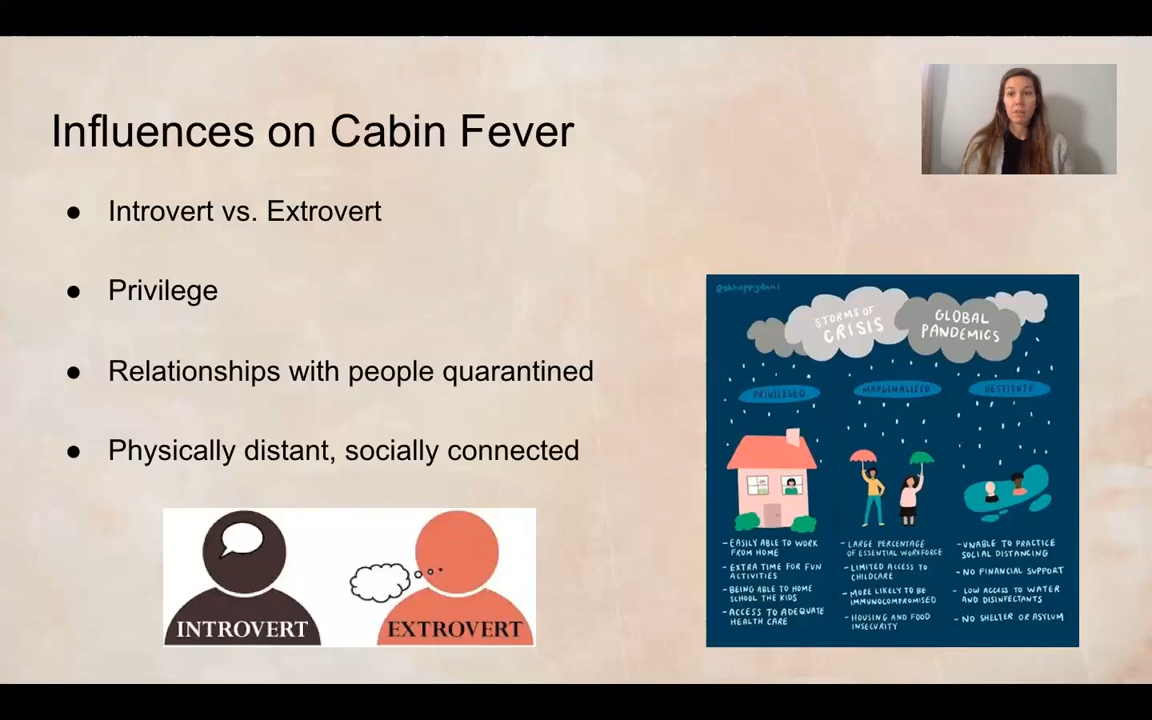 Influences on Cabin Fever
● Introvert vs. Extrovert
● Privilege
● Relationships with people quarantined
● Physically distant, socially connected
INTROVERT
EXTROVERT
@ohhappydani
STORMS OF
CRISIS
GLOBAL
PANDEMICS
PRIVILEGED
- EASILY ABLE TO WORK
FROM HOME
- EXTRA TIME FOR FUN
ACTIVITIES
- BEING ABLE TO HOME
SCHOOL THE KIDS
- ACCESS TO ADEQUATE
HEALTH CARE
MARGINALIZED
- LARGE PERCENTAGE
OF ESSENTIAL WORKFORCE
- LIMITED ACCESS TO
CHILDCARE
- MORE LIKELY TO BE
IMMUNOCOMPROMISED
- HOUSING AND FOOD
INSECURITY
DESTITUTE
- UNABLE TO PRACTICE
SOCIAL DISTANCING
- NO FINANCIAL SUPPORT
- LOW ACCESS TO WATER
AND DISINFECTANTS
- NO SHELTER OR ASYLUM